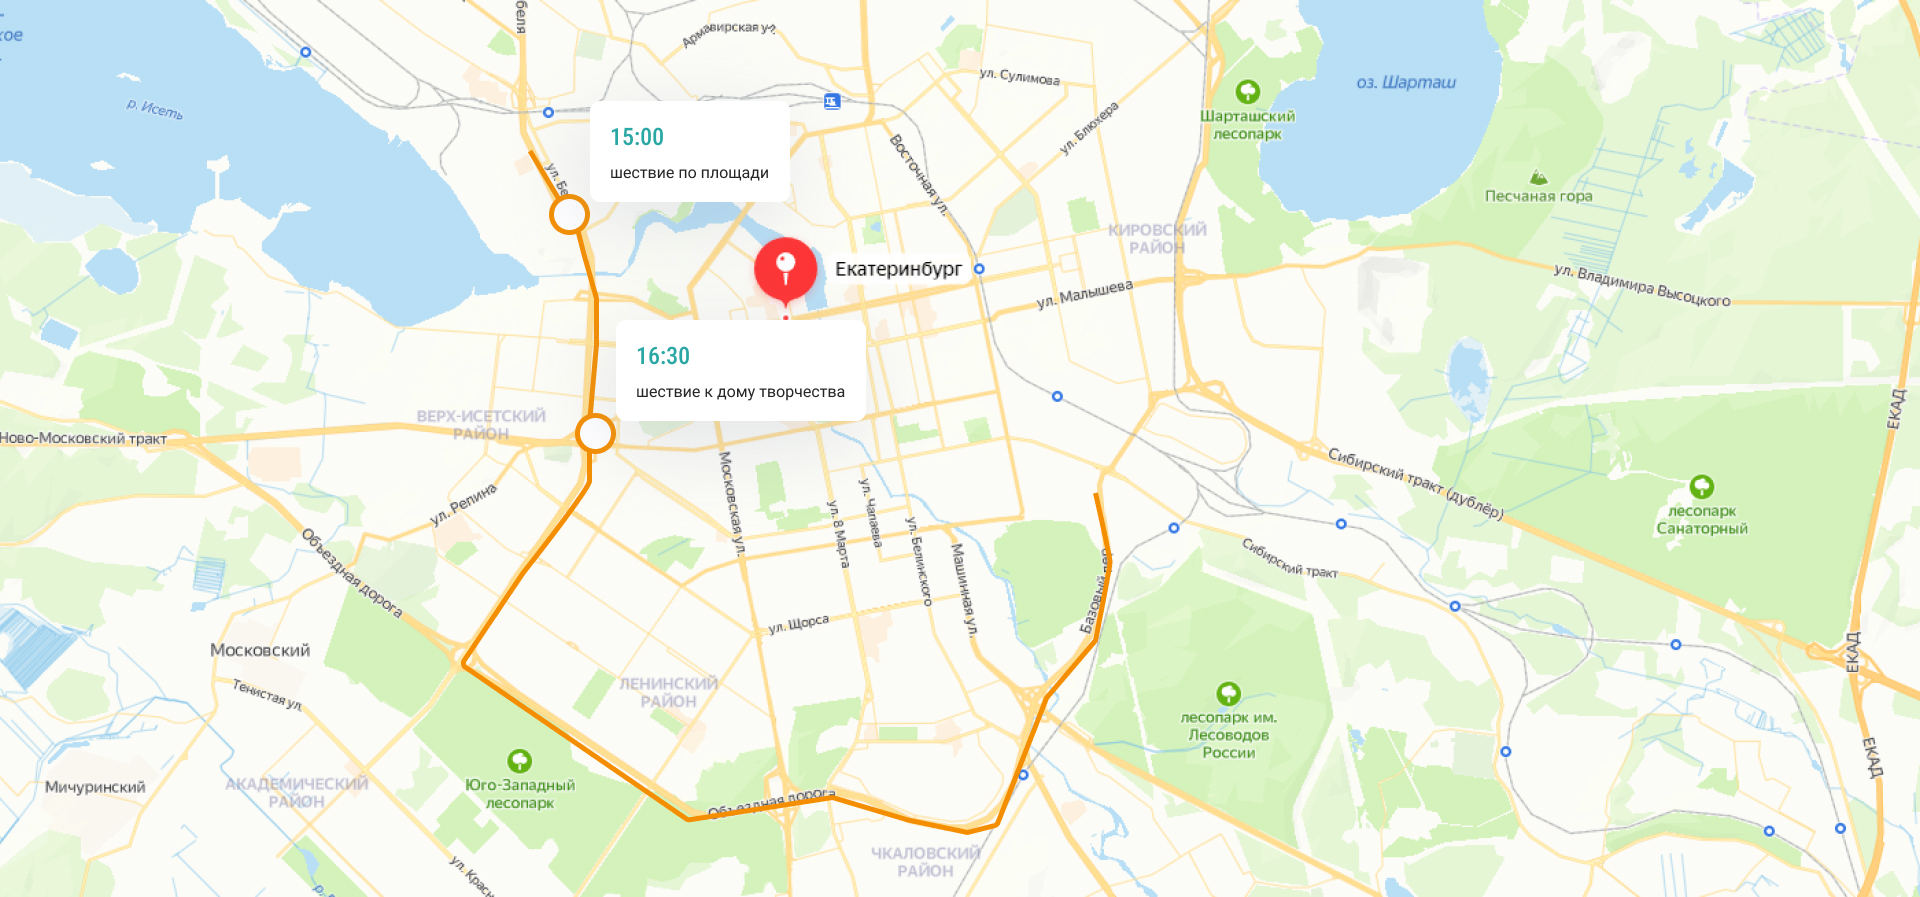 беля
Армавирская ул.
ул. Сулимова
оз. Шарташ
р. Исеть
ул. Блюхера
Шарташский
лесопарк
15:00
шествие по площади
Восточная ул.
Песчаная гора
КИРОВСКИЙ
РАЙОН
Екатеринбург
ул. Малышева
ул. Владимира Высоцкого
16:30
шествие к дому творчества
ЕКАД
ВЕРХ-ИСЕТСКИЙ
РАЙОН
Ново-Московский тракт
Сибирский тракт (дублёр)
Московская ул.
ул. Репина
ул. 8 Марта
ул. Чапаева
ул. Белинского
Машинная ул.
лесопарк
Санаторный
Объездная дорога
Сибирский тракт
Базовый пер
ул. Щорса
ЕКАД
Московский
Тенистая ул.
ЛЕНИНСКИЙ
РАЙОН
лесопарк им.
Лесоводов
России
ЕКАД
Мичуринский
АКАДЕМИЧЕСКИЙ
РАЙОН
Юго-Западный
лесопарк
Объездная дорога
ЧКАЛОВСКИЙ
РАЙОН
ул. Красн